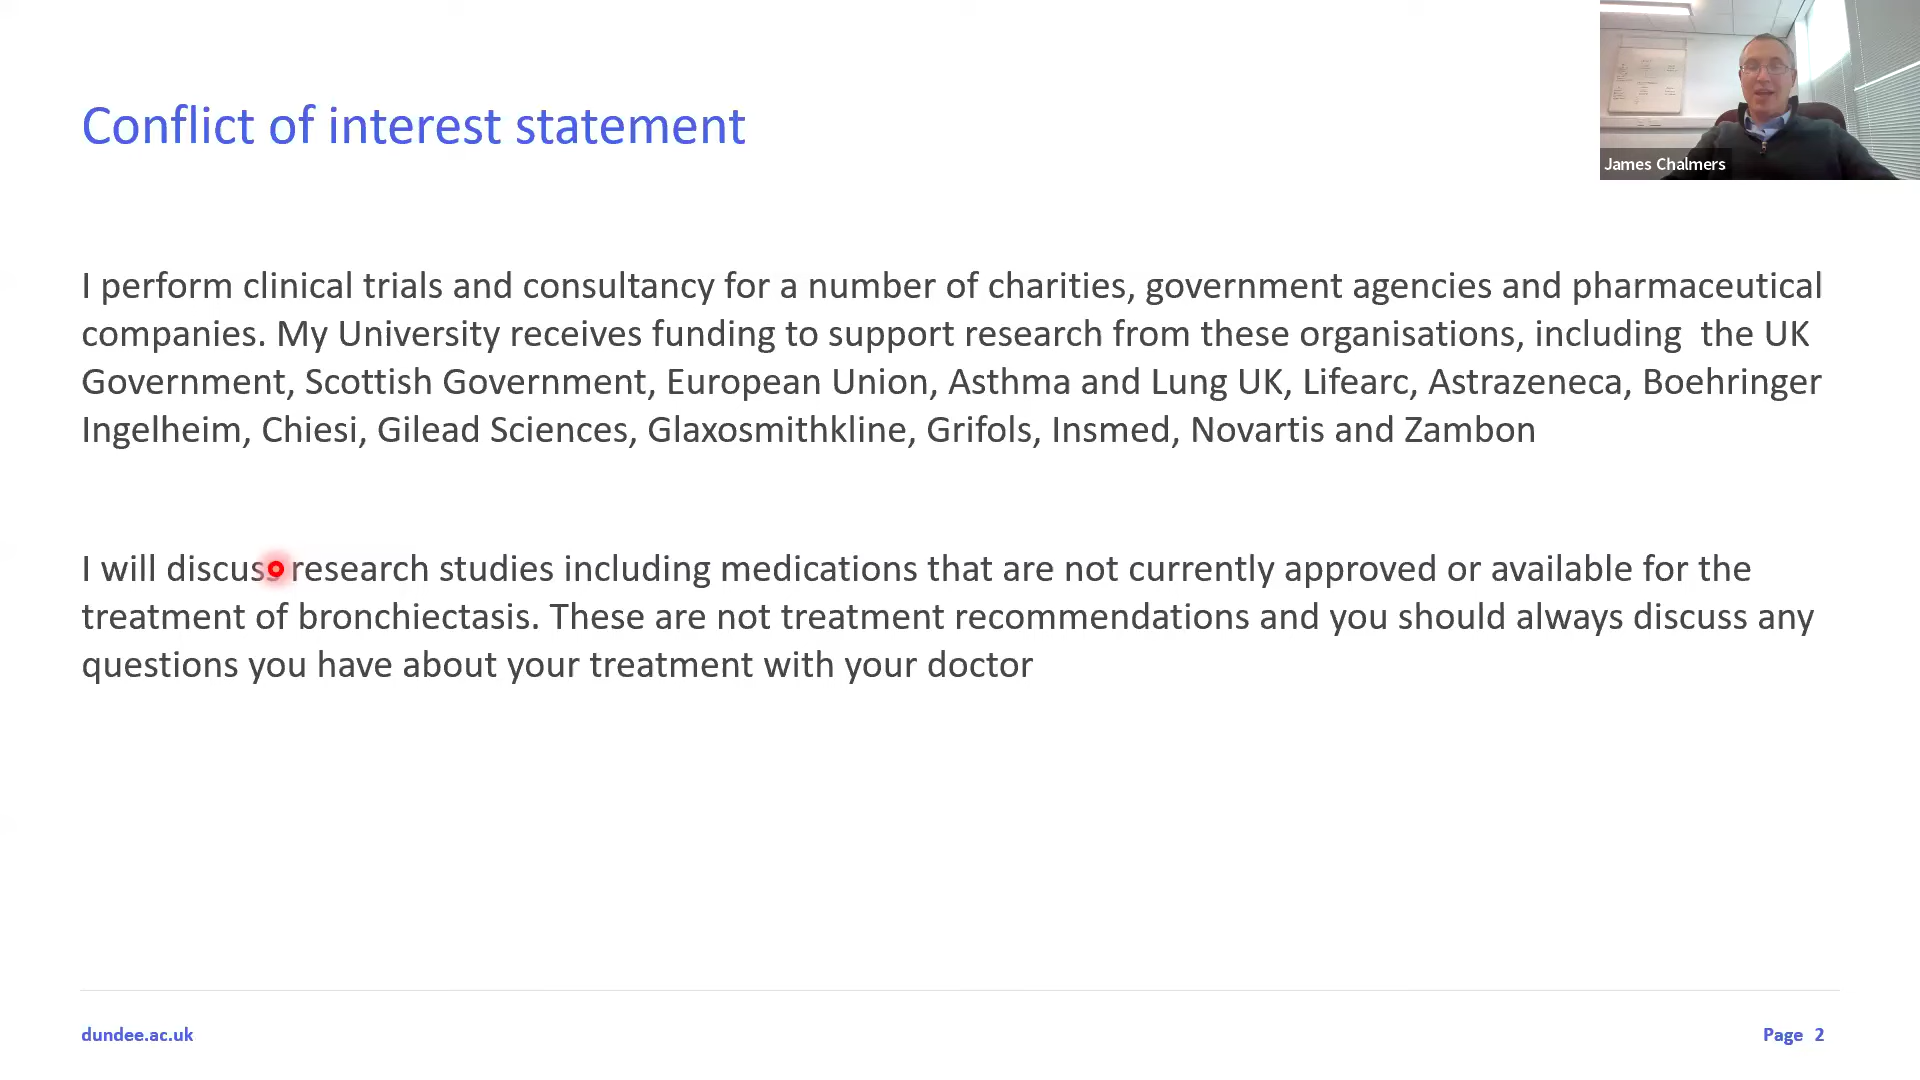 Conflict of interest statement
James Chalmers
I perform clinical trials and consultancy for a number of charities, government agencies and pharmaceutical
companies. My University receives funding to support research from these organisations, including  the UK
Government, Scottish Government, European Union, Asthma and Lung UK, Lifearc, Astrazeneca, Boehringer
Ingelheim, Chiesi, Gilead Sciences, Glaxosmithkline, Grifols, Insmed, Novartis and Zambon
I will discuss research studies including medications that are not currently approved or available for the
treatment of bronchiectasis. These are not treatment recommendations and you should always discuss any
questions you have about your treatment with your doctor
dundee.ac.uk
Page 2